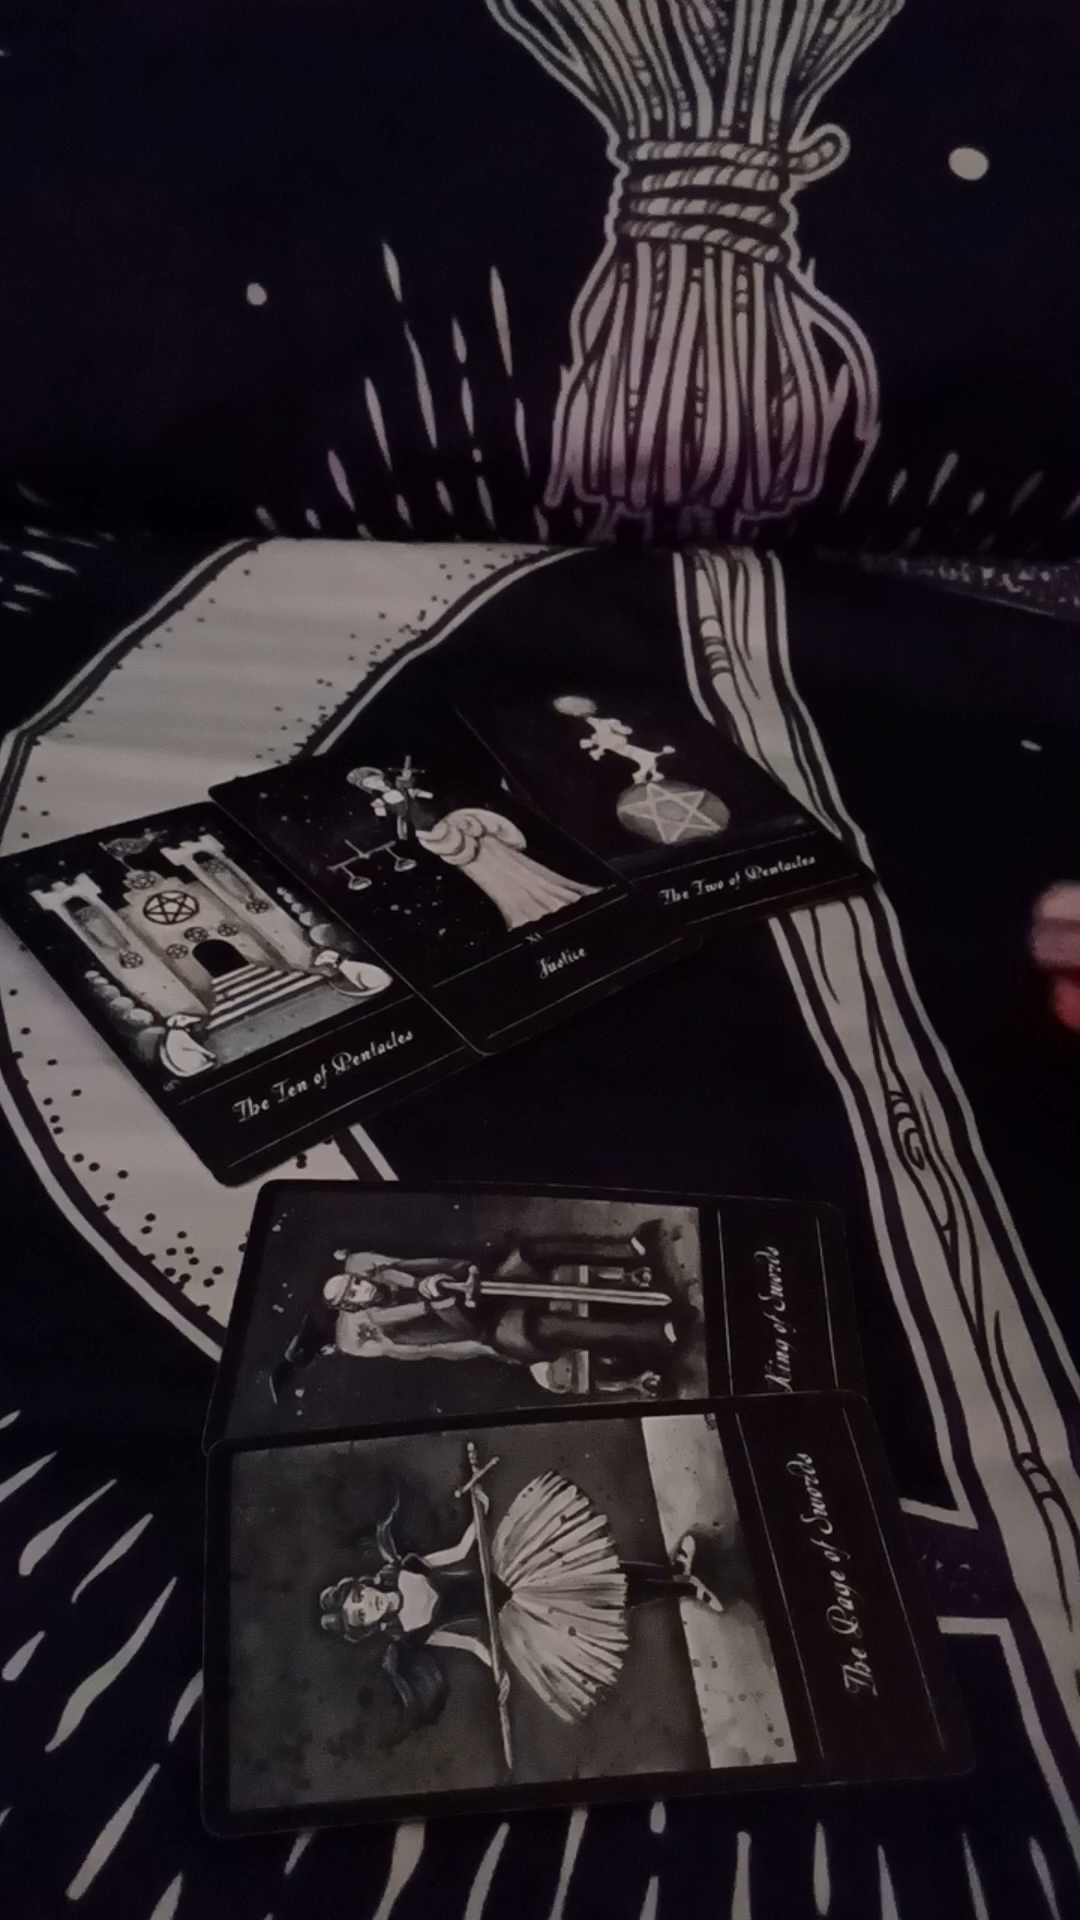 The Two of Pentacles
XI
Justice
The Ten of Pentacles
King of Swords
The Page of Swords